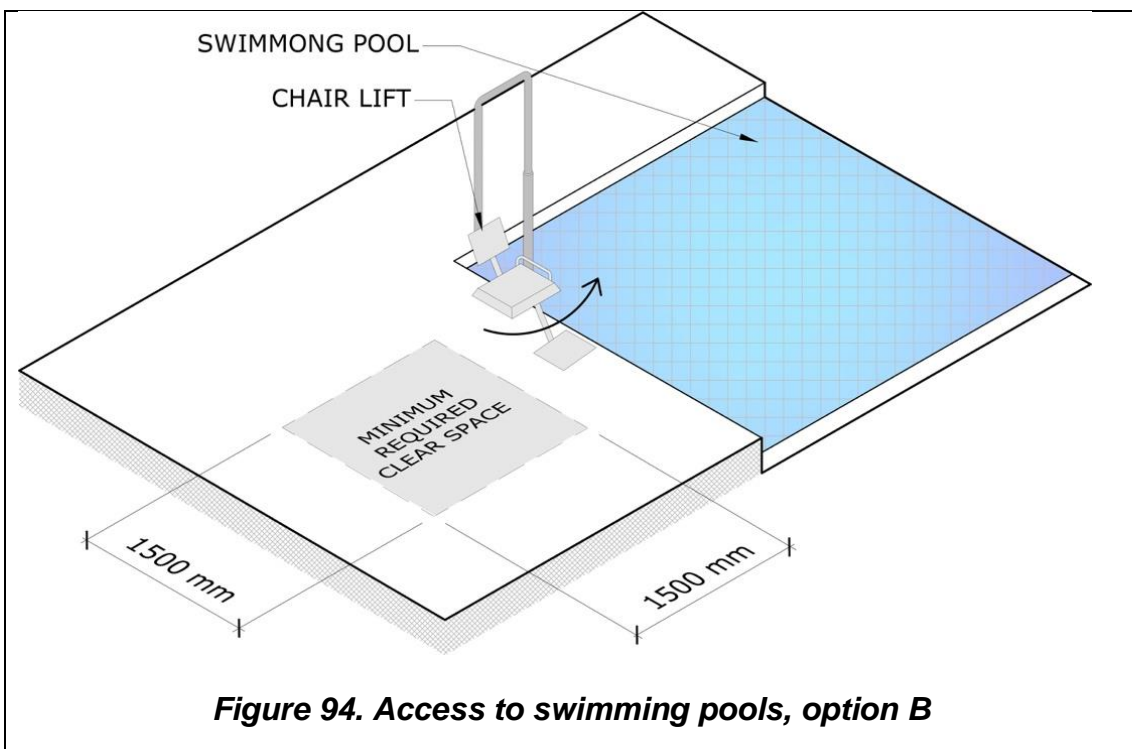 SWIMMONG POOL
CHAIR LIFT
MINIMUM
REQUIRED
CLEAR SPACE
1500 mm
1500 mm
Figure 94. Access to swimming pools, option B